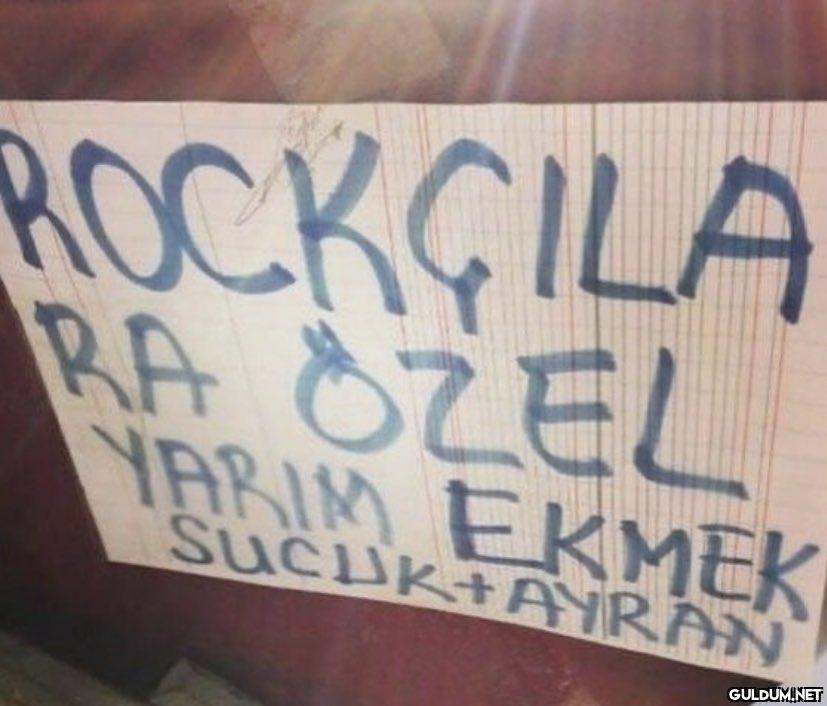 ROCKÇILA
RA ÖZEL
YARIM EKMEK
SUCUK+AYRAN
GULDUM.NET